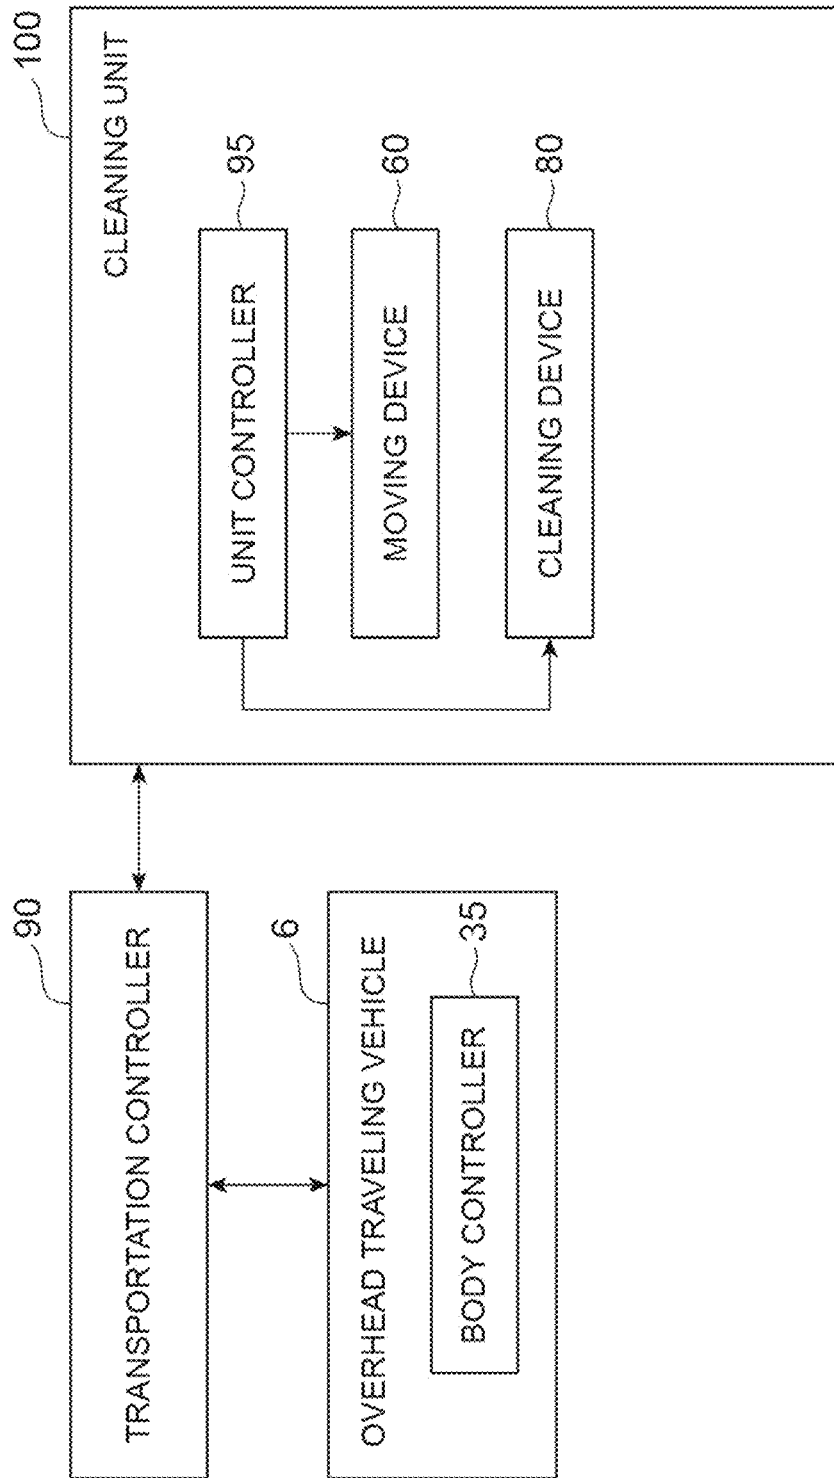 TRANSPORTATION CONTROLLER
90
OVERHEAD TRAVELING VEHICLE
6
BODY CONTROLLER
35
CLEANING UNIT
100
UNIT CONTROLLER
95
MOVING DEVICE
60
CLEANING DEVICE
80